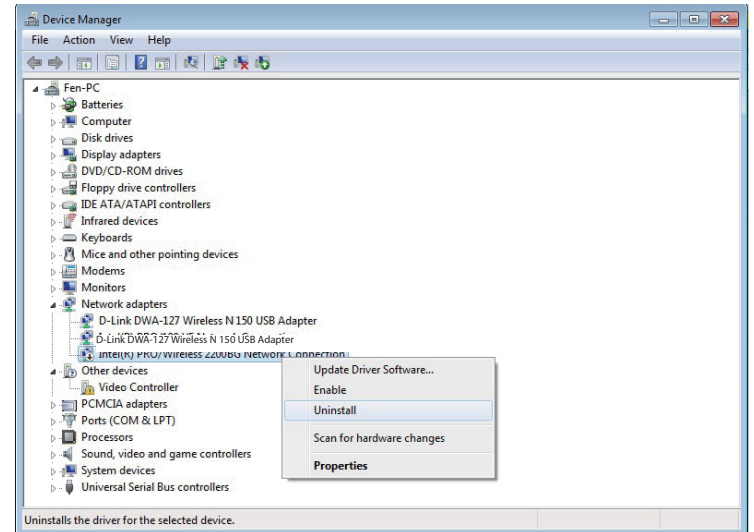 Device Manager
File Action View Help
Fen-PC
Batteries
Computer
Disk drives
Display adapters
DVD/CD-ROM drives
Floppy drive controllers
IDE ATA/ATAPI controllers
Infrared devices
Keyboards
Mice and other pointing devices
Modems
Monitors
Network adapters
D-Link DWA-127 Wireless N 150 USB Adapter
D-Link DWA-127 Wireless N 150 USB Adapter
Intel(R) PRO/Wireless 2200BG Network Connection
Other devices
Video Controller
PCMCIA adapters
Ports (COM & LPT)
Processors
Sound, video and game controllers
System devices
Universal Serial Bus controllers
Update Driver Software...
Enable
Uninstall
Scan for hardware changes
Properties
Uninstalls the driver for the selected device.